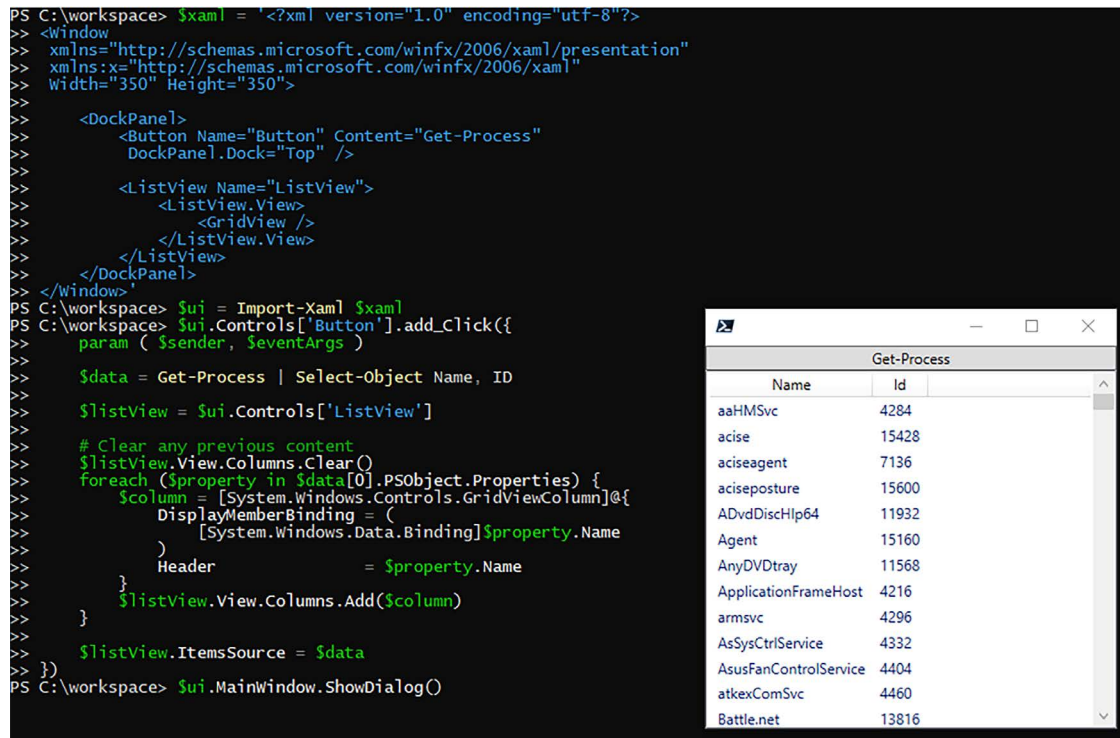 PS C:\workspace> $xaml = '<?xml version="1.0" encoding="utf-8"?>
>> <Window
>>  xmlns="http://schemas.microsoft.com/winfx/2006/xaml/presentation"
>>  xmlns:x="http://schemas.microsoft.com/winfx/2006/xaml"
>>  Width="350" Height="350">
>>
>>     <DockPanel>
>>         <Button Name="Button" Content="Get-Process"
>>          DockPanel.Dock="Top" />
>>
>>         <ListView Name="ListView">
>>             <ListView.View>
>>                 <GridView />
>>             </ListView.View>
>>         </ListView>
>>     </DockPanel>
>> </Window>'
PS C:\workspace> $ui = Import-Xaml $xaml
PS C:\workspace> $ui.Controls['Button'].add_Click({
>>     param ( $sender, $eventArgs )
>>
>>     $data = Get-Process | Select-Object Name, ID
>>
>>     $listView = $ui.Controls['ListView']
>>
>>     # Clear any previous content
>>     $listView.View.Columns.Clear()
>>     foreach ($property in $data[0].PSObject.Properties) {
>>         $column = [System.Windows.Controls.GridViewColumn]@{
>>             DisplayMemberBinding = (
>>                 [System.Windows.Data.Binding]$property.Name
>>             )
>>             Header               = $property.Name
>>         }
>>         $listView.View.Columns.Add($column)
>>     }
>>
>>     $listView.ItemsSource = $data
>> })
PS C:\workspace> $ui.MainWindow.ShowDialog()
Get-Process
Name Id
aaHMSvc 4284
acise 15428
aciseagent 7136
aciseposture 15600
ADvdDiscHlp64 11932
Agent 15160
AnyDVDtray 11568
ApplicationFrameHost 4216
armsvc 4296
AsSysCtrlService 4332
AsusFanControlService 4404
atkexComSvc 4460
Battle.net 13816